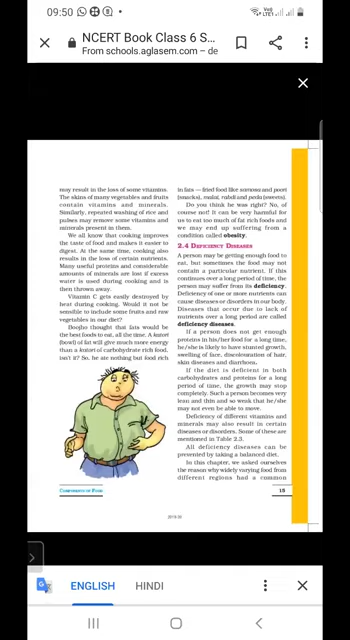 09:50
NCERT Book Class 6 S...
From schools.aglasem.com – de
may result in the loss of some vitamins.
The skins of many vegetables and fruits
contain vitamins and minerals.
Similarly, repeated washing of rice and
pulses may remove some vitamins and
minerals present in them.
We all know that cooking improves
the taste of food and makes it easier to
digest. At the same time, cooking also
results in the loss of certain nutrients.
Many useful proteins and considerable
amounts of minerals are lost if excess
water is used during cooking and is
then thrown away.
Vitamin C gets easily destroyed by
heat during cooking. Would it not be
sensible to include some fruits and raw
vegetables in our diet?
Boojho thought that fats would be
the best foods to eat, all the time. A katori
(bowl) of fat will give much more energy
than a katori of carbohydrate rich food,
isn't it? So, he ate nothing but food rich
COMPONENTS OF FOOD
in fats — fried food like samosa and poori
(snacks), malai, rabdi and peda (sweets).
Do you think he was right? No, of
course not! It can be very harmful for
us to eat too much of fat rich foods and
we may end up suffering from a
condition called obesity.
2.4 DEFICIENCY DISEASES
A person may be getting enough food to
eat, but sometimes the food may not
contain a particular nutrient. If this
continues over a long period of time, the
person may suffer from its deficiency.
Deficiency of one or more nutrients can
cause diseases or disorders in our body.
Diseases that occur due to lack of
nutrients over a long period are called
deficiency diseases.
If a person does not get enough
proteins in his/her food for a long time,
he/she is likely to have stunted growth,
swelling of face, discolouration of hair,
skin diseases and diarrhoea.
If the diet is deficient in both
carbohydrates and proteins for a long
period of time, the growth may stop
completely. Such a person becomes very
lean and thin and so weak that he/she
may not even be able to move.
Deficiency of different vitamins and
minerals may also result in certain
diseases or disorders. Some of these are
mentioned in Table 2.3.
All deficiency diseases can be
prevented by taking a balanced diet.
In this chapter, we asked ourselves
the reason why widely varying food from
different regions had a common
15
ENGLISH
HINDI